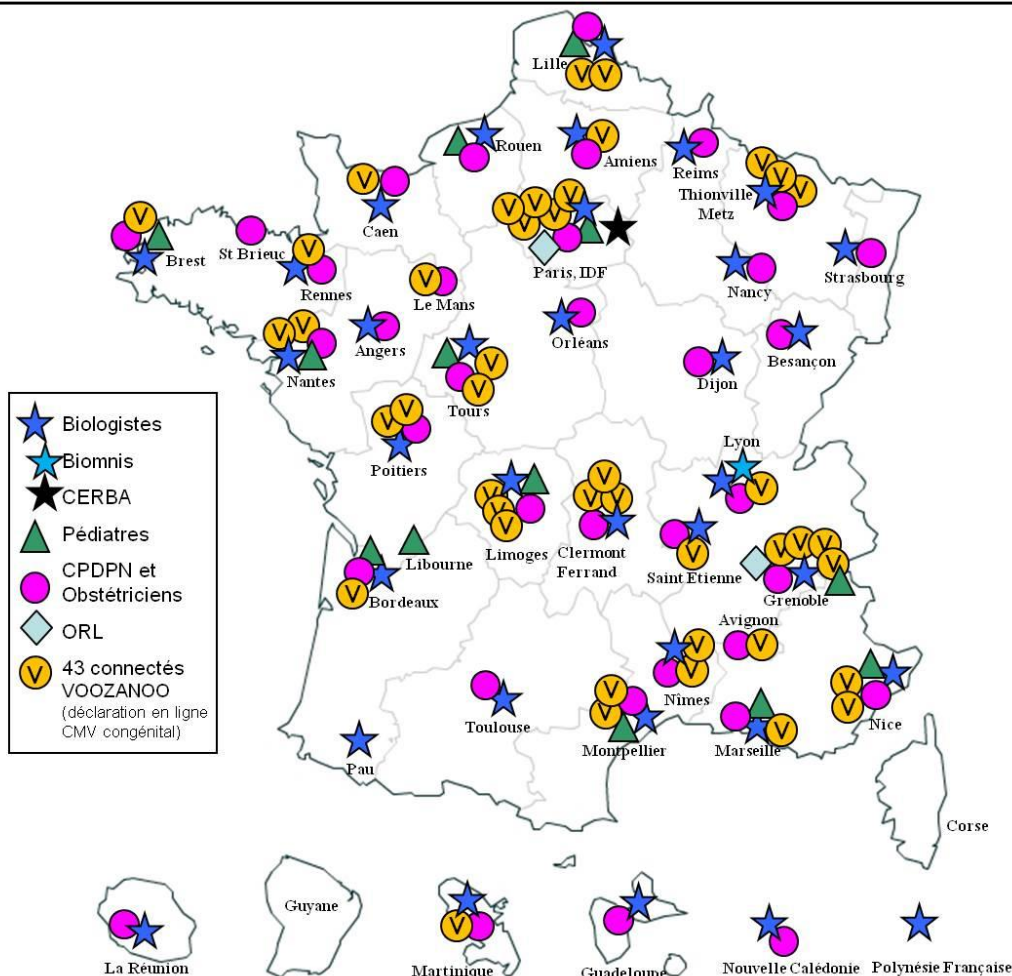 Lille
V V
Rouen
V
Amiens
Reims
V
V
V
Thionville
Metz
V
Caen
V V V
V V
Paris, IDF
V
Brest
St Brieuc
V
Rennes
V
Le Mans
Nancy
Strasbourg
V V
Nantes
Angers
Orléans
Besançon
Dijon
V
V
Tours
V
V
Poitiers
Biologistes
Biomnis
CERBA
Pédiatres
CPDPN et
Obstétriciens
ORL
V 43 connectés
VOOZANOO
(déclaration en ligne
CMV congénital)
Lyon
V
V
V
V
Limoges
V
V V
Clermont
Ferrand
V
Saint Etienne
V V V
V
Grenoble
Libourne
V
Bordeaux
Avignon
V
V
V
Nîmes
Toulouse
V
V
Montpellier
V
Marseille
V
V
Nice
Pau
Corse
La Réunion
Guyane
V
Martinique
Guadeloupe
Nouvelle Calédonie
Polynésie Française